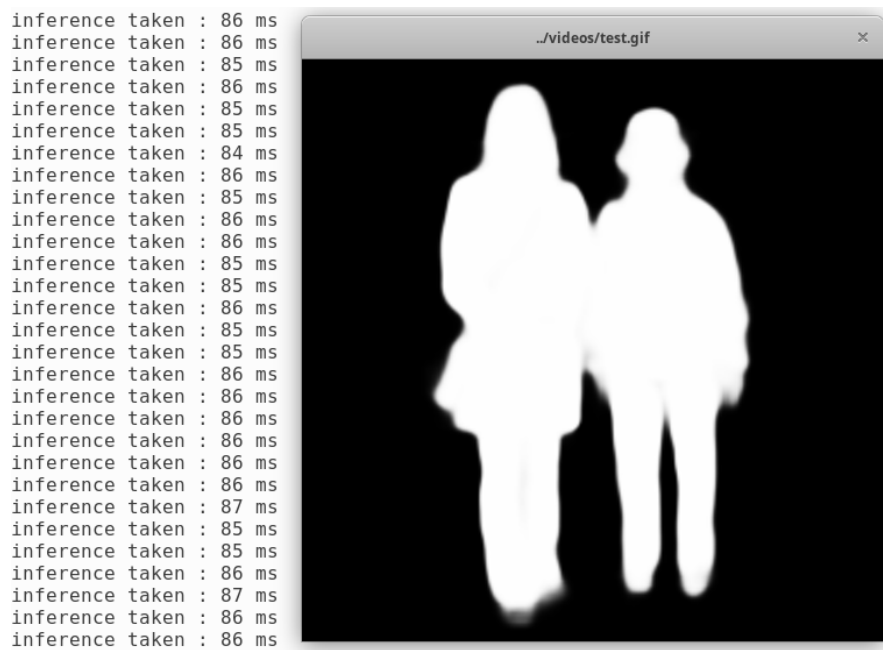 inference taken : 86 ms
inference taken : 86 ms
inference taken : 85 ms
inference taken : 86 ms
inference taken : 85 ms
inference taken : 85 ms
inference taken : 84 ms
inference taken : 86 ms
inference taken : 85 ms
inference taken : 86 ms
inference taken : 86 ms
inference taken : 85 ms
inference taken : 85 ms
inference taken : 86 ms
inference taken : 85 ms
inference taken : 85 ms
inference taken : 86 ms
inference taken : 86 ms
inference taken : 86 ms
inference taken : 86 ms
inference taken : 86 ms
inference taken : 86 ms
inference taken : 87 ms
inference taken : 85 ms
inference taken : 85 ms
inference taken : 86 ms
inference taken : 87 ms
inference taken : 86 ms
inference taken : 86 ms
../videos/test.gif